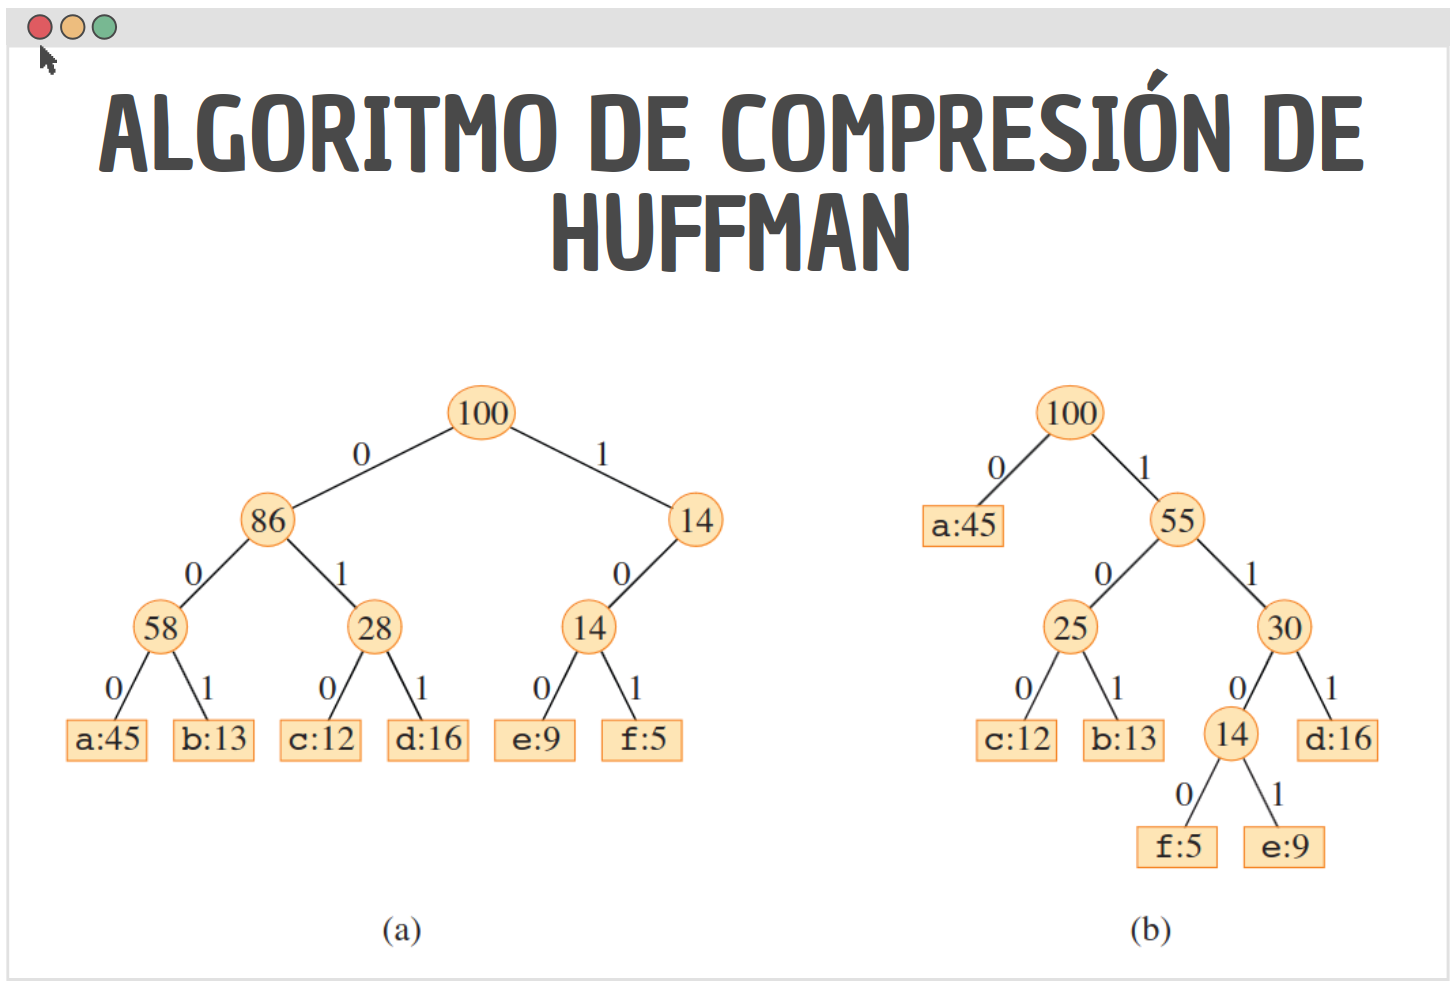 ALGORITMO DE COMPRESIÓN DE
HUFFMAN
100
0 1
86 14
0 1 0
58 28 14
0 1 0 1 0 1
a:45 b:13 c:12 d:16 e:9 f:5
(a)
100
0 1
a:45 55
0 1
25 30
0 1 0 1
c:12 b:13 14 d:16
0 1
f:5 e:9
(b)